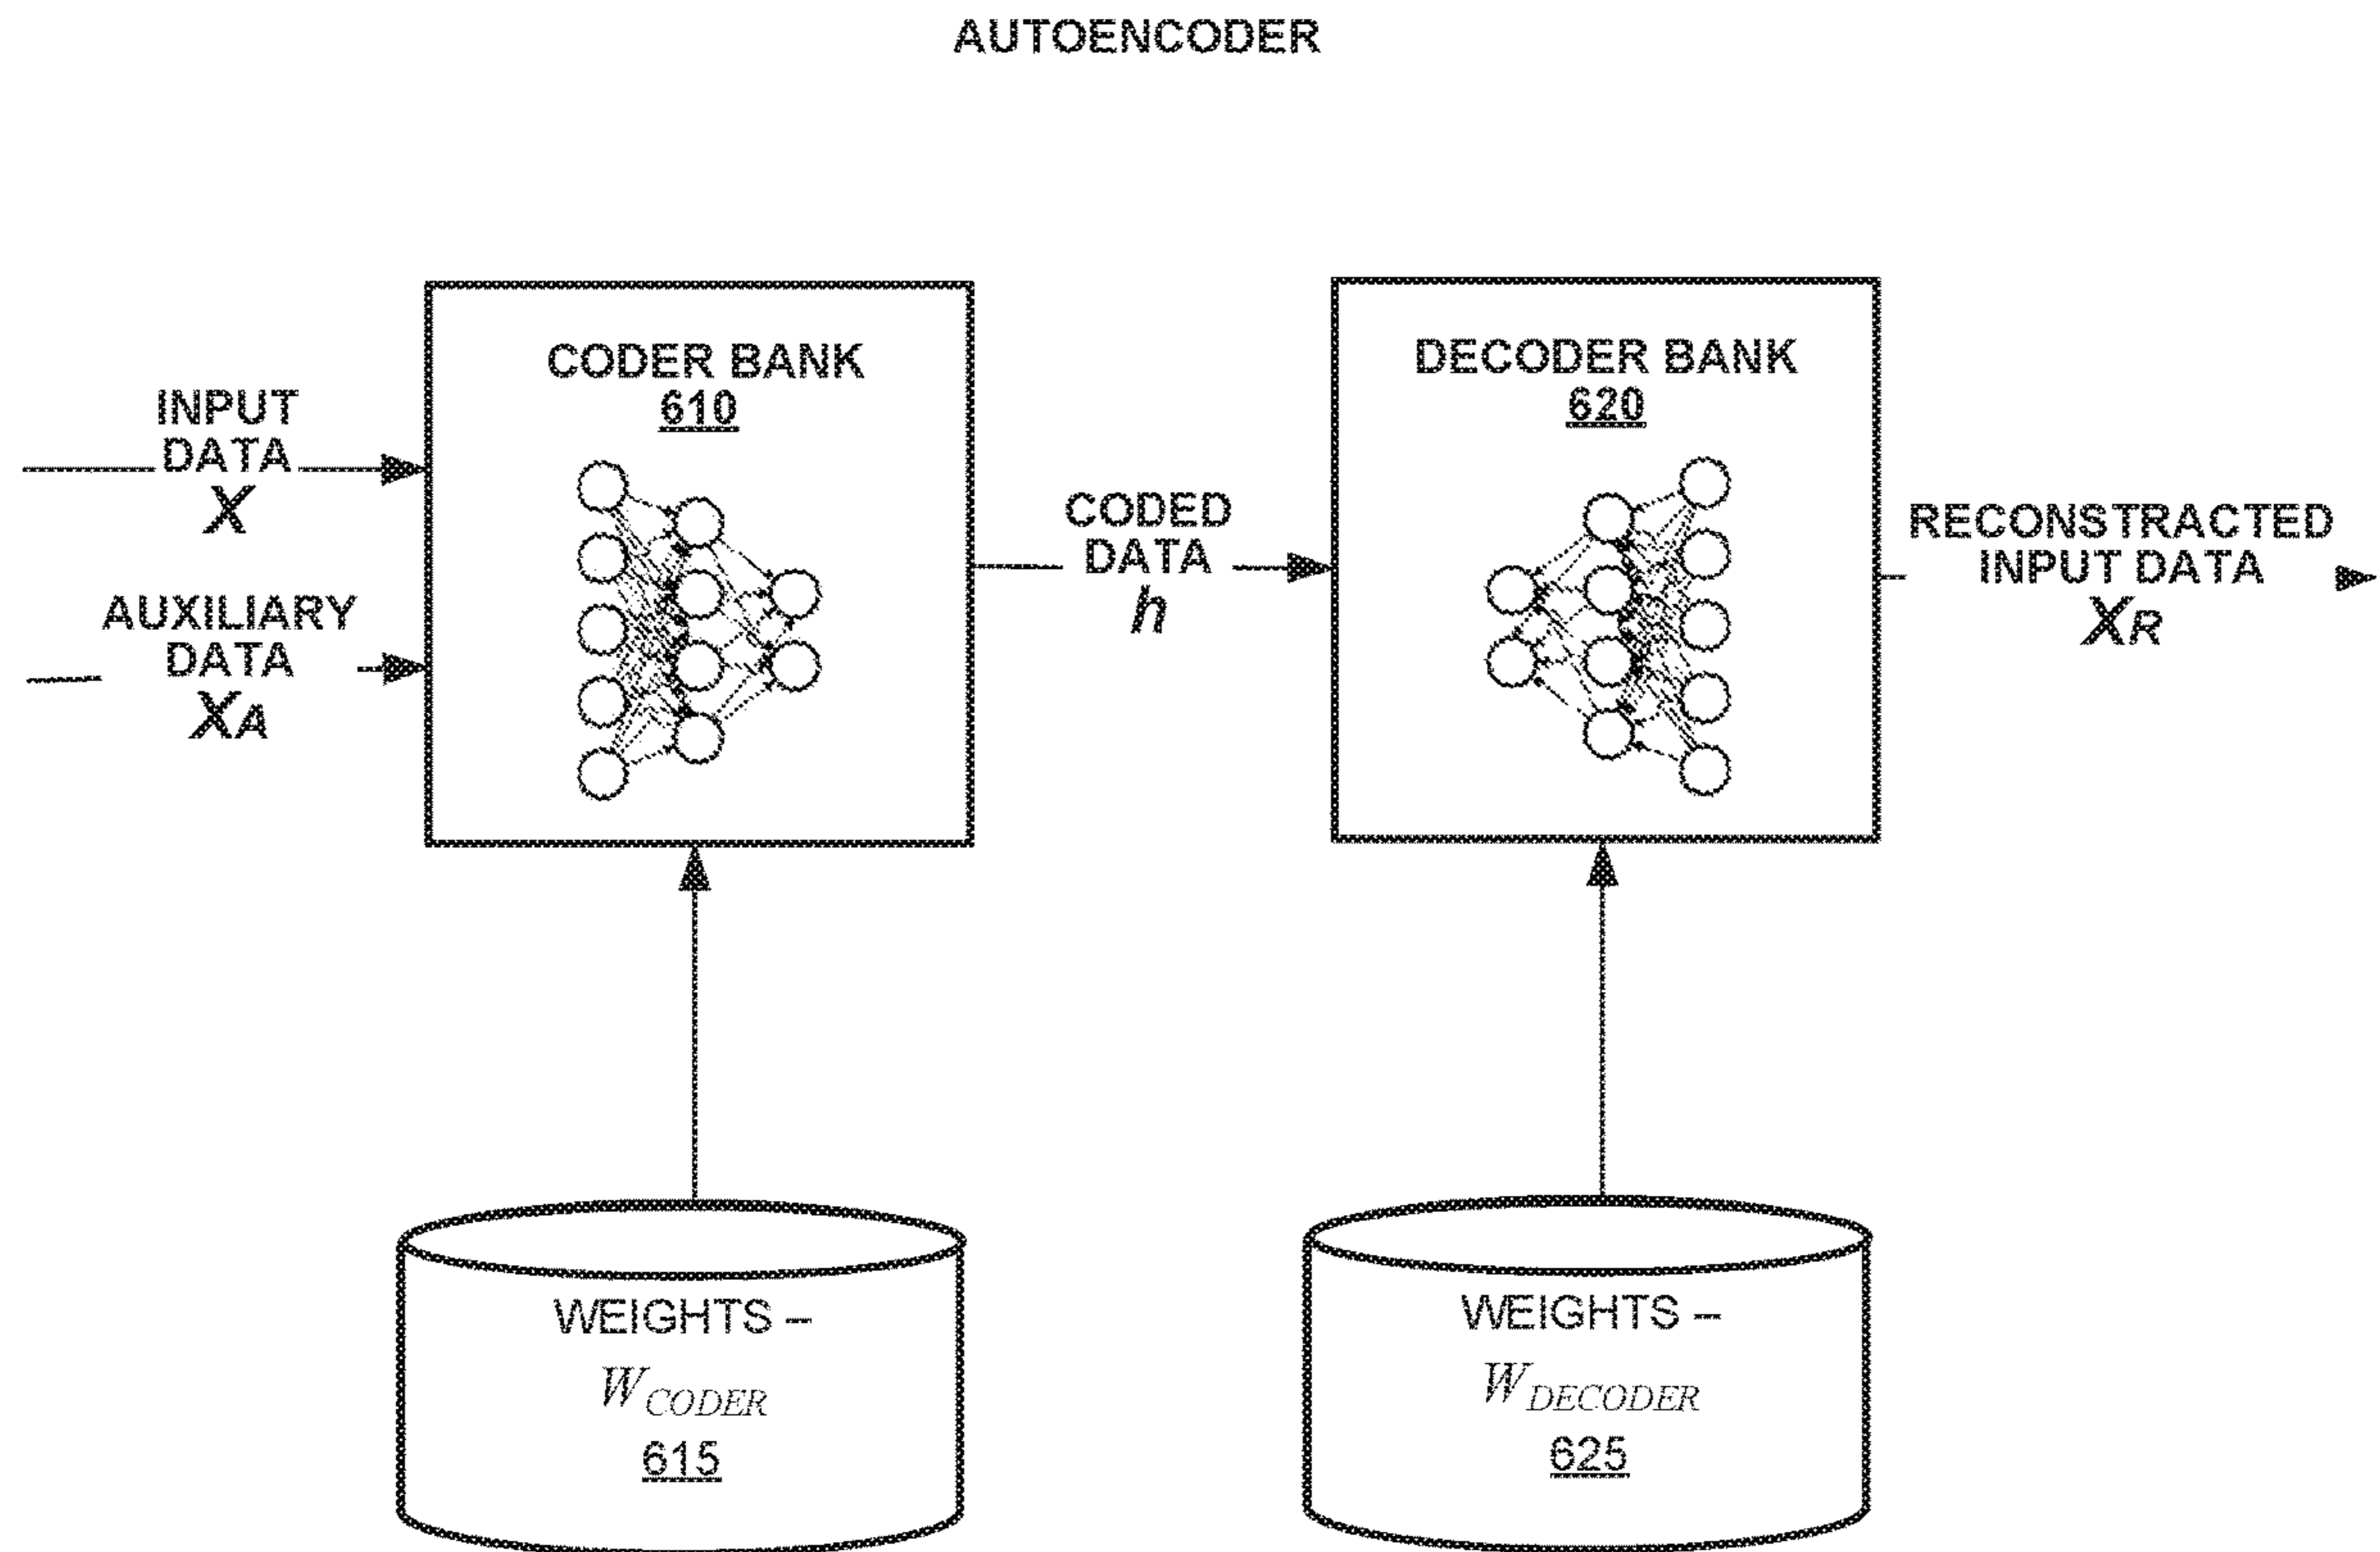 AUTOENCODER
INPUT
DATA
X
AUXILIARY
DATA
XA
CODER BANK
610
CODED
DATA
h
DECODER BANK
620
RECONSTRACTED
INPUT DATA
XR
WEIGHTS –
WCODER
615
WEIGHTS –
WDECODER
625